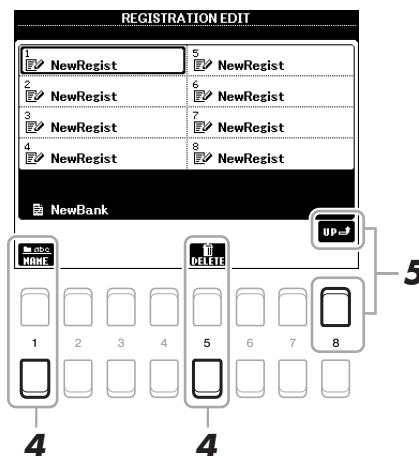 REGISTRATION EDIT
1
NewRegist
5
NewRegist
2
NewRegist
6
NewRegist
3
NewRegist
7
NewRegist
4
NewRegist
8
NewRegist
NewBank
UP
abc
NAME
DELETE
5
1 2 3 4 5 6 7 8
4 4